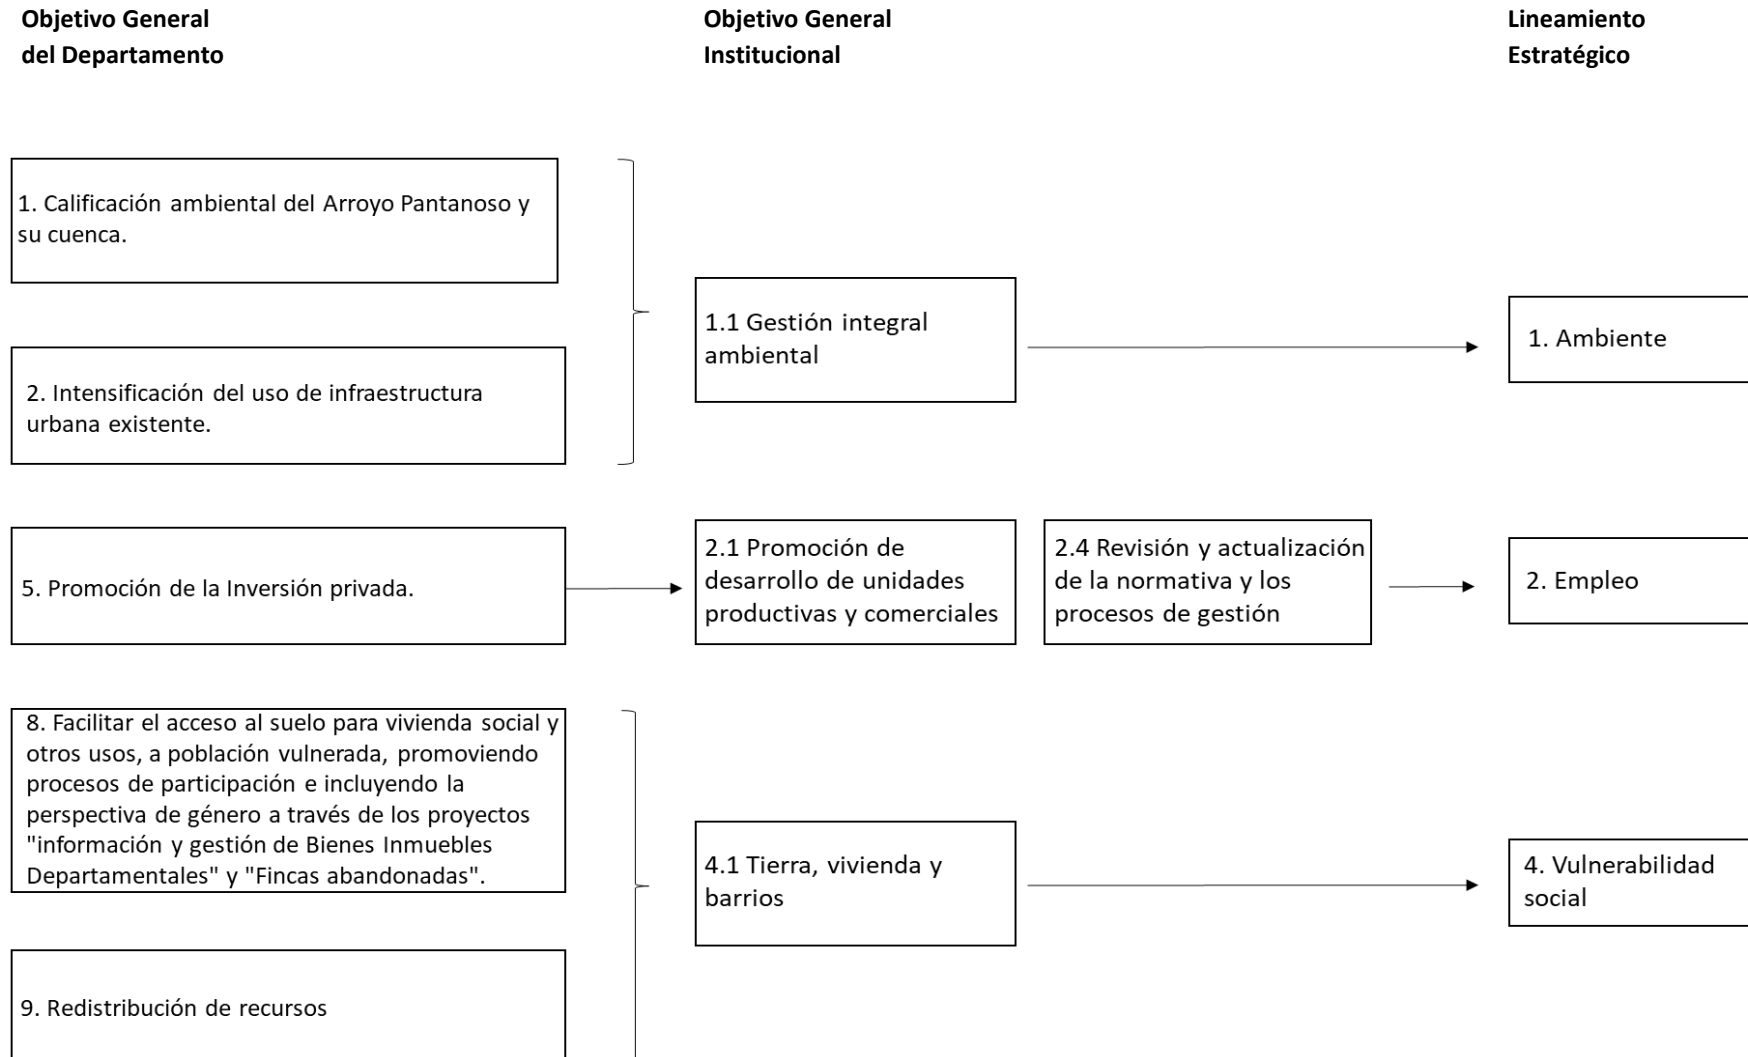 Objetivo General
del Departamento
Objetivo General
Institucional
Lineamiento
Estratégico
1. Calificación ambiental del Arroyo Pantanoso y
su cuenca.
2. Intensificación del uso de infraestructura
urbana existente.
1.1 Gestión integral
ambiental
1. Ambiente
5. Promoción de la Inversión privada.
2.1 Promoción de
desarrollo de unidades
productivas y comerciales
2.4 Revisión y actualización
de la normativa y los
procesos de gestión
2. Empleo
8. Facilitar el acceso al suelo para vivienda social y
otros usos, a población vulnerada, promoviendo
procesos de participación e incluyendo la
perspectiva de género a través de los proyectos
"información y gestión de Bienes Inmuebles
Departamentales" y "Fincas abandonadas".
9. Redistribución de recursos
4.1 Tierra, vivienda y
barrios
4. Vulnerabilidad
social